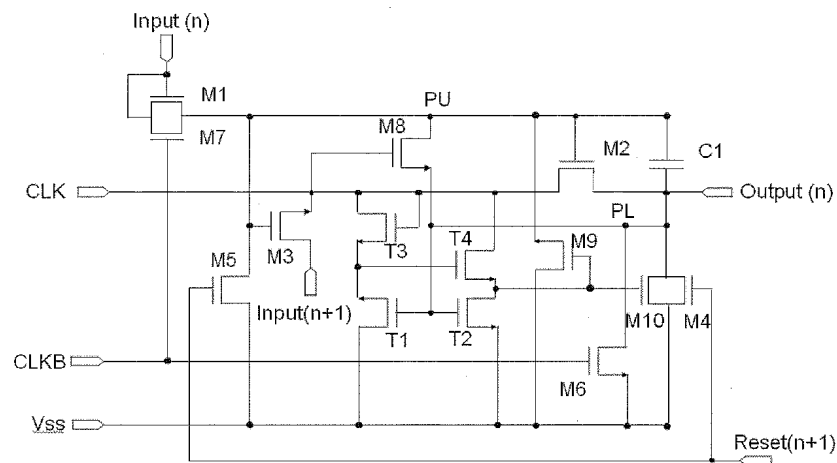 Input (n)
M1
PU
M7
M8
M2
C1
CLK
Output (n)
PL
T3
T4
M9
M3
M5
Input(n+1)
T1
T2
M10
M4
CLKB
M6
Vss
Reset(n+1)